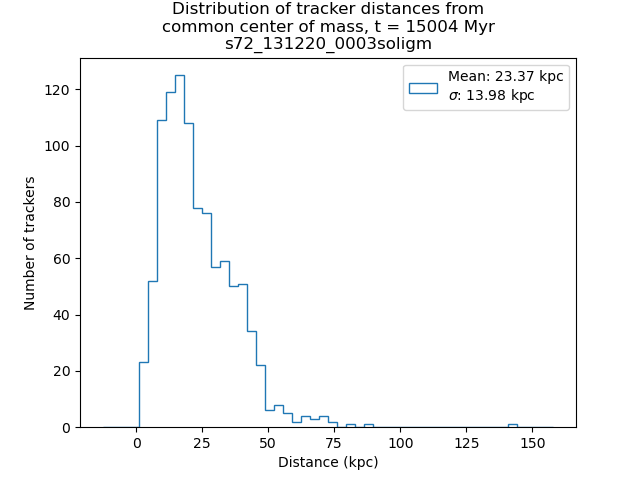 Distribution of tracker distances from
common center of mass, t = 15004 Myr
s72_131220_0003soligm
Mean: 23.37 kpc
σ: 13.98 kpc
Number of trackers
120
100
80
60
40
20
0
0 25 50 75 100 125 150
Distance (kpc)